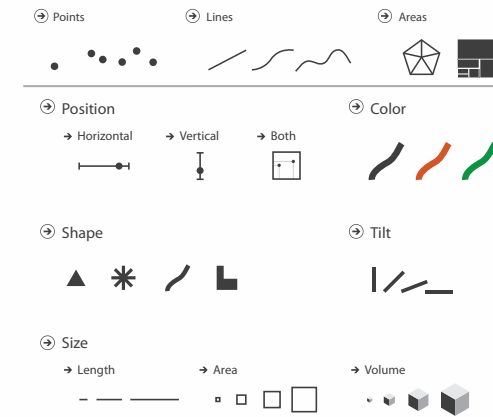 Points Lines Areas
Position Color
Horizontal Vertical Both
Shape Tilt
Size
Length Area Volume